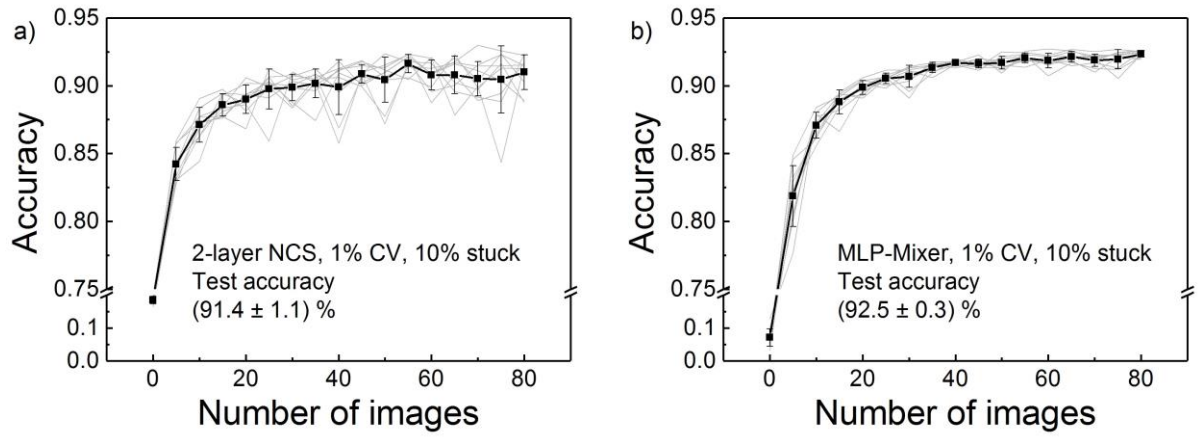 a)
Accuracy
0.95
0.90
0.85
0.80
0.75
0.1
0.0
2-layer NCS, 1% CV, 10% stuck
Test accuracy
(91.4 ± 1.1) %
0 20 40 60 80
Number of images
b)
Accuracy
0.95
0.90
0.85
0.80
0.75
0.1
0.0
MLP-Mixer, 1% CV, 10% stuck
Test accuracy
(92.5 ± 0.3) %
0 20 40 60 80
Number of images